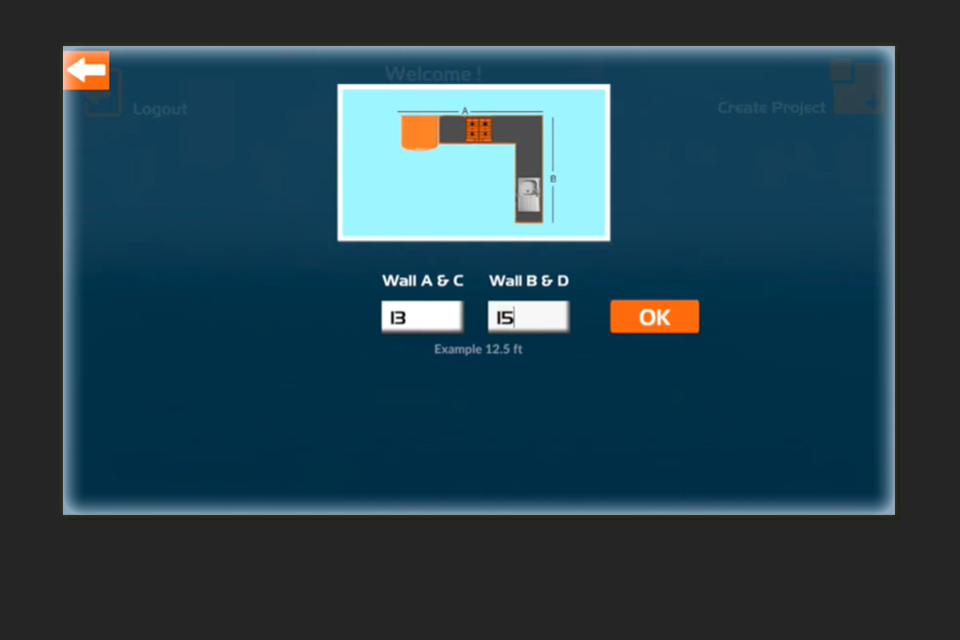 Welcome !
Logout
Create Project
A
B
Wall A & C
Wall B & D
13
15
OK
Example 12.5 ft